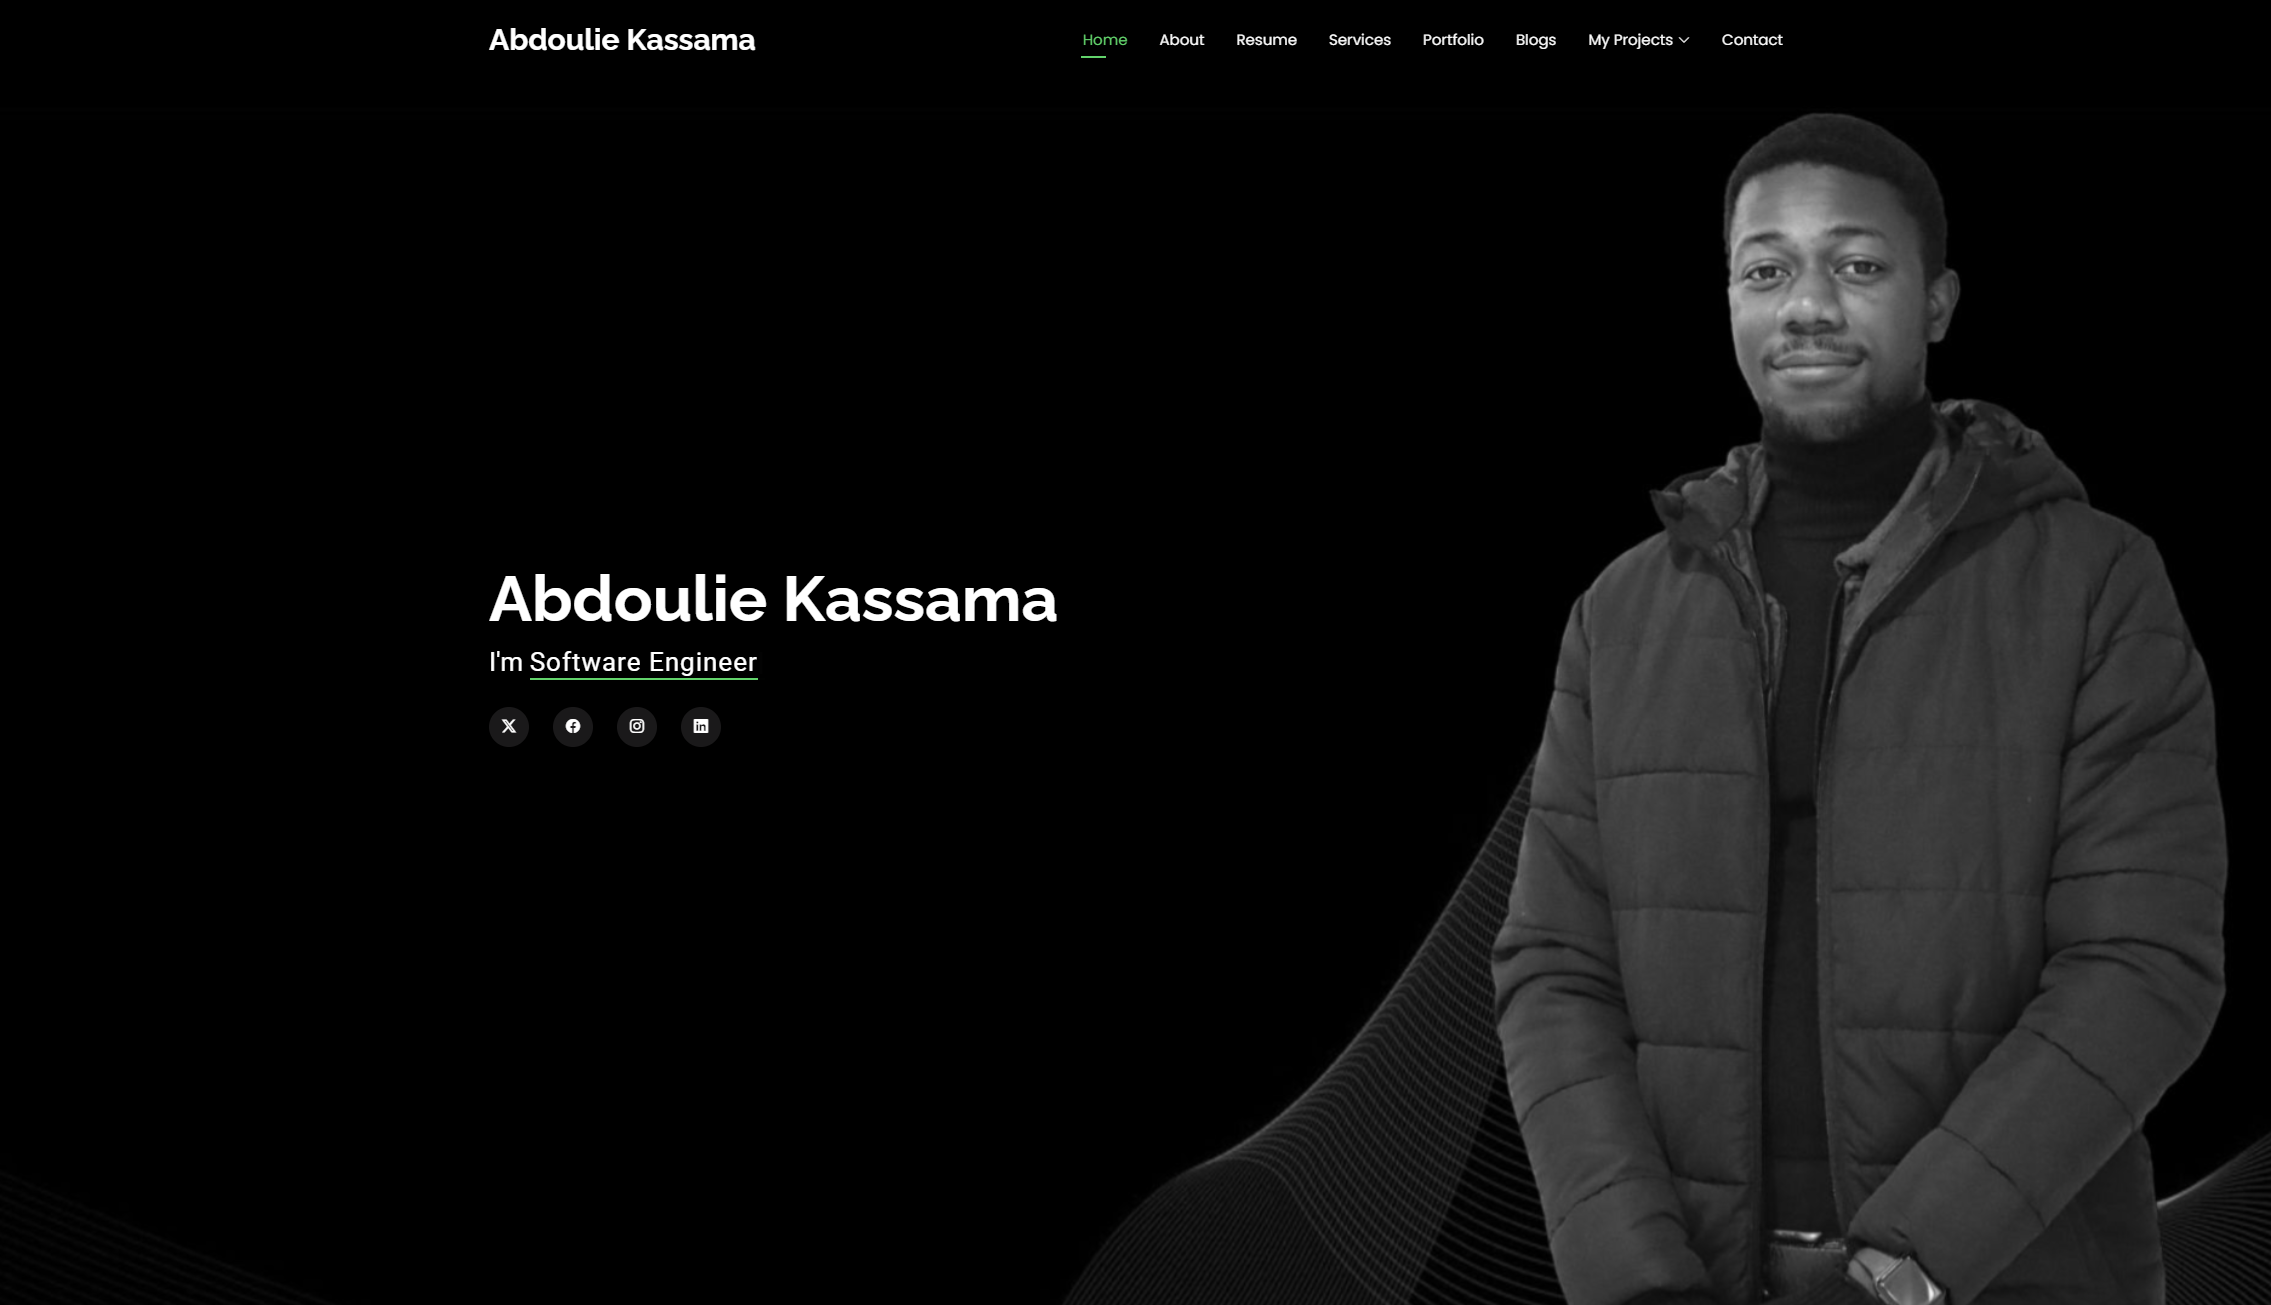 Abdoulie Kassama
Home About Resume Services Portfolio Blogs My Projects Contact
Abdoulie Kassama
I'm Software Engineer